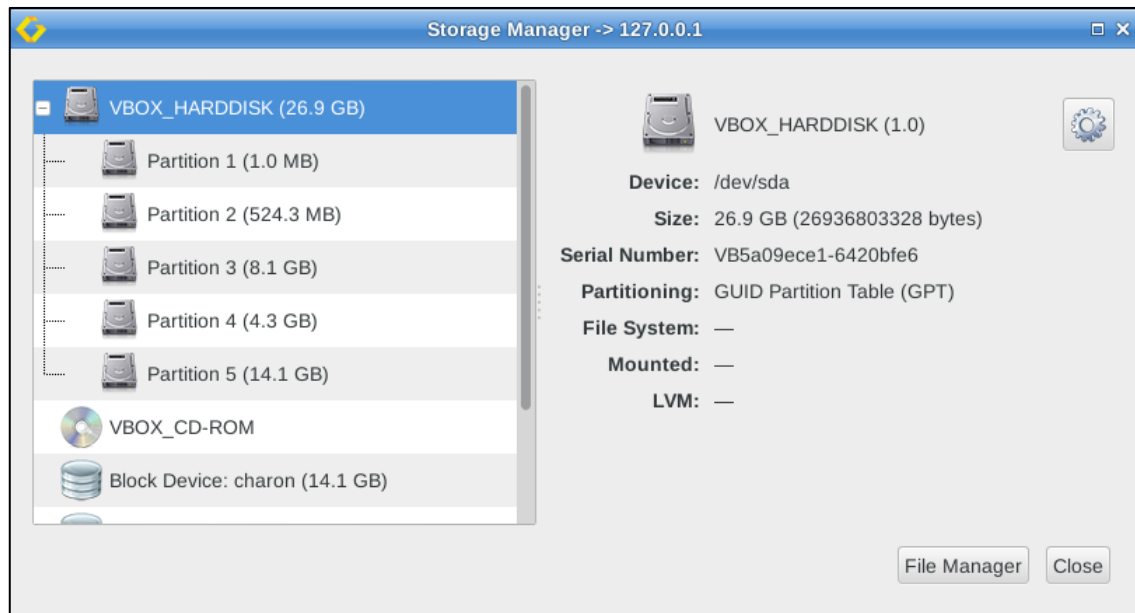 Storage Manager -> 127.0.0.1
VBOX_HARDDISK (26.9 GB)
Partition 1 (1.0 MB)
Partition 2 (524.3 MB)
Partition 3 (8.1 GB)
Partition 4 (4.3 GB)
Partition 5 (14.1 GB)
VBOX_CD-ROM
Block Device: charon (14.1 GB)
VBOX_HARDDISK (1.0)
Device: /dev/sda
Size: 26.9 GB (26936803328 bytes)
Serial Number: VB5a09ece1-6420bfe6
Partitioning: GUID Partition Table (GPT)
File System: —
Mounted: —
LVM: —
File Manager
Close